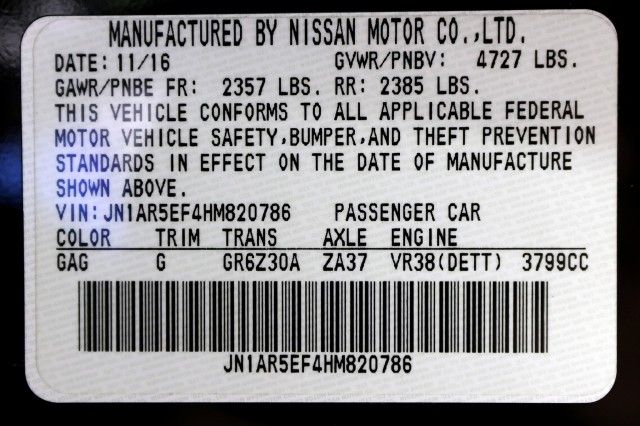 MANUFACTURED BY NISSAN MOTOR CO.,LTD.
DATE: 11/16 GVWR/PNBV: 4727 LBS.
GAWR/PNBE FR: 2357 LBS. RR: 2385 LBS.
THIS VEHICLE CONFORMS TO ALL APPLICABLE FEDERAL
MOTOR VEHICLE SAFETY,BUMPER,AND THEFT PREVENTION
STANDARDS IN EFFECT ON THE DATE OF MANUFACTURE
SHOWN ABOVE.
VIN: JN1AR5EF4HM820786 PASSENGER CAR
COLOR TRIM TRANS AXLE ENGINE
GAG G GR6Z30A ZA37 VR38(DETT) 3799CC
JN1AR5EF4HM820786